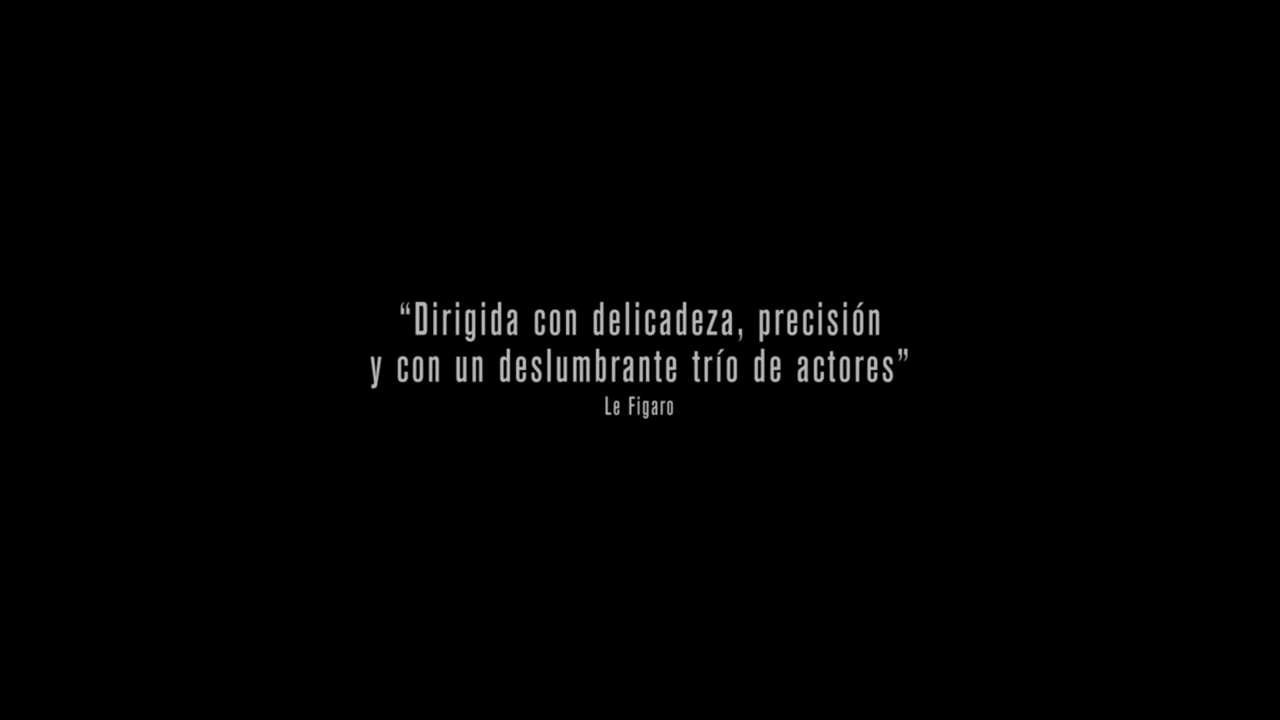 “Dirigida con delicadeza, precisión
y con un deslumbrante trío de actores”
Le Figaro